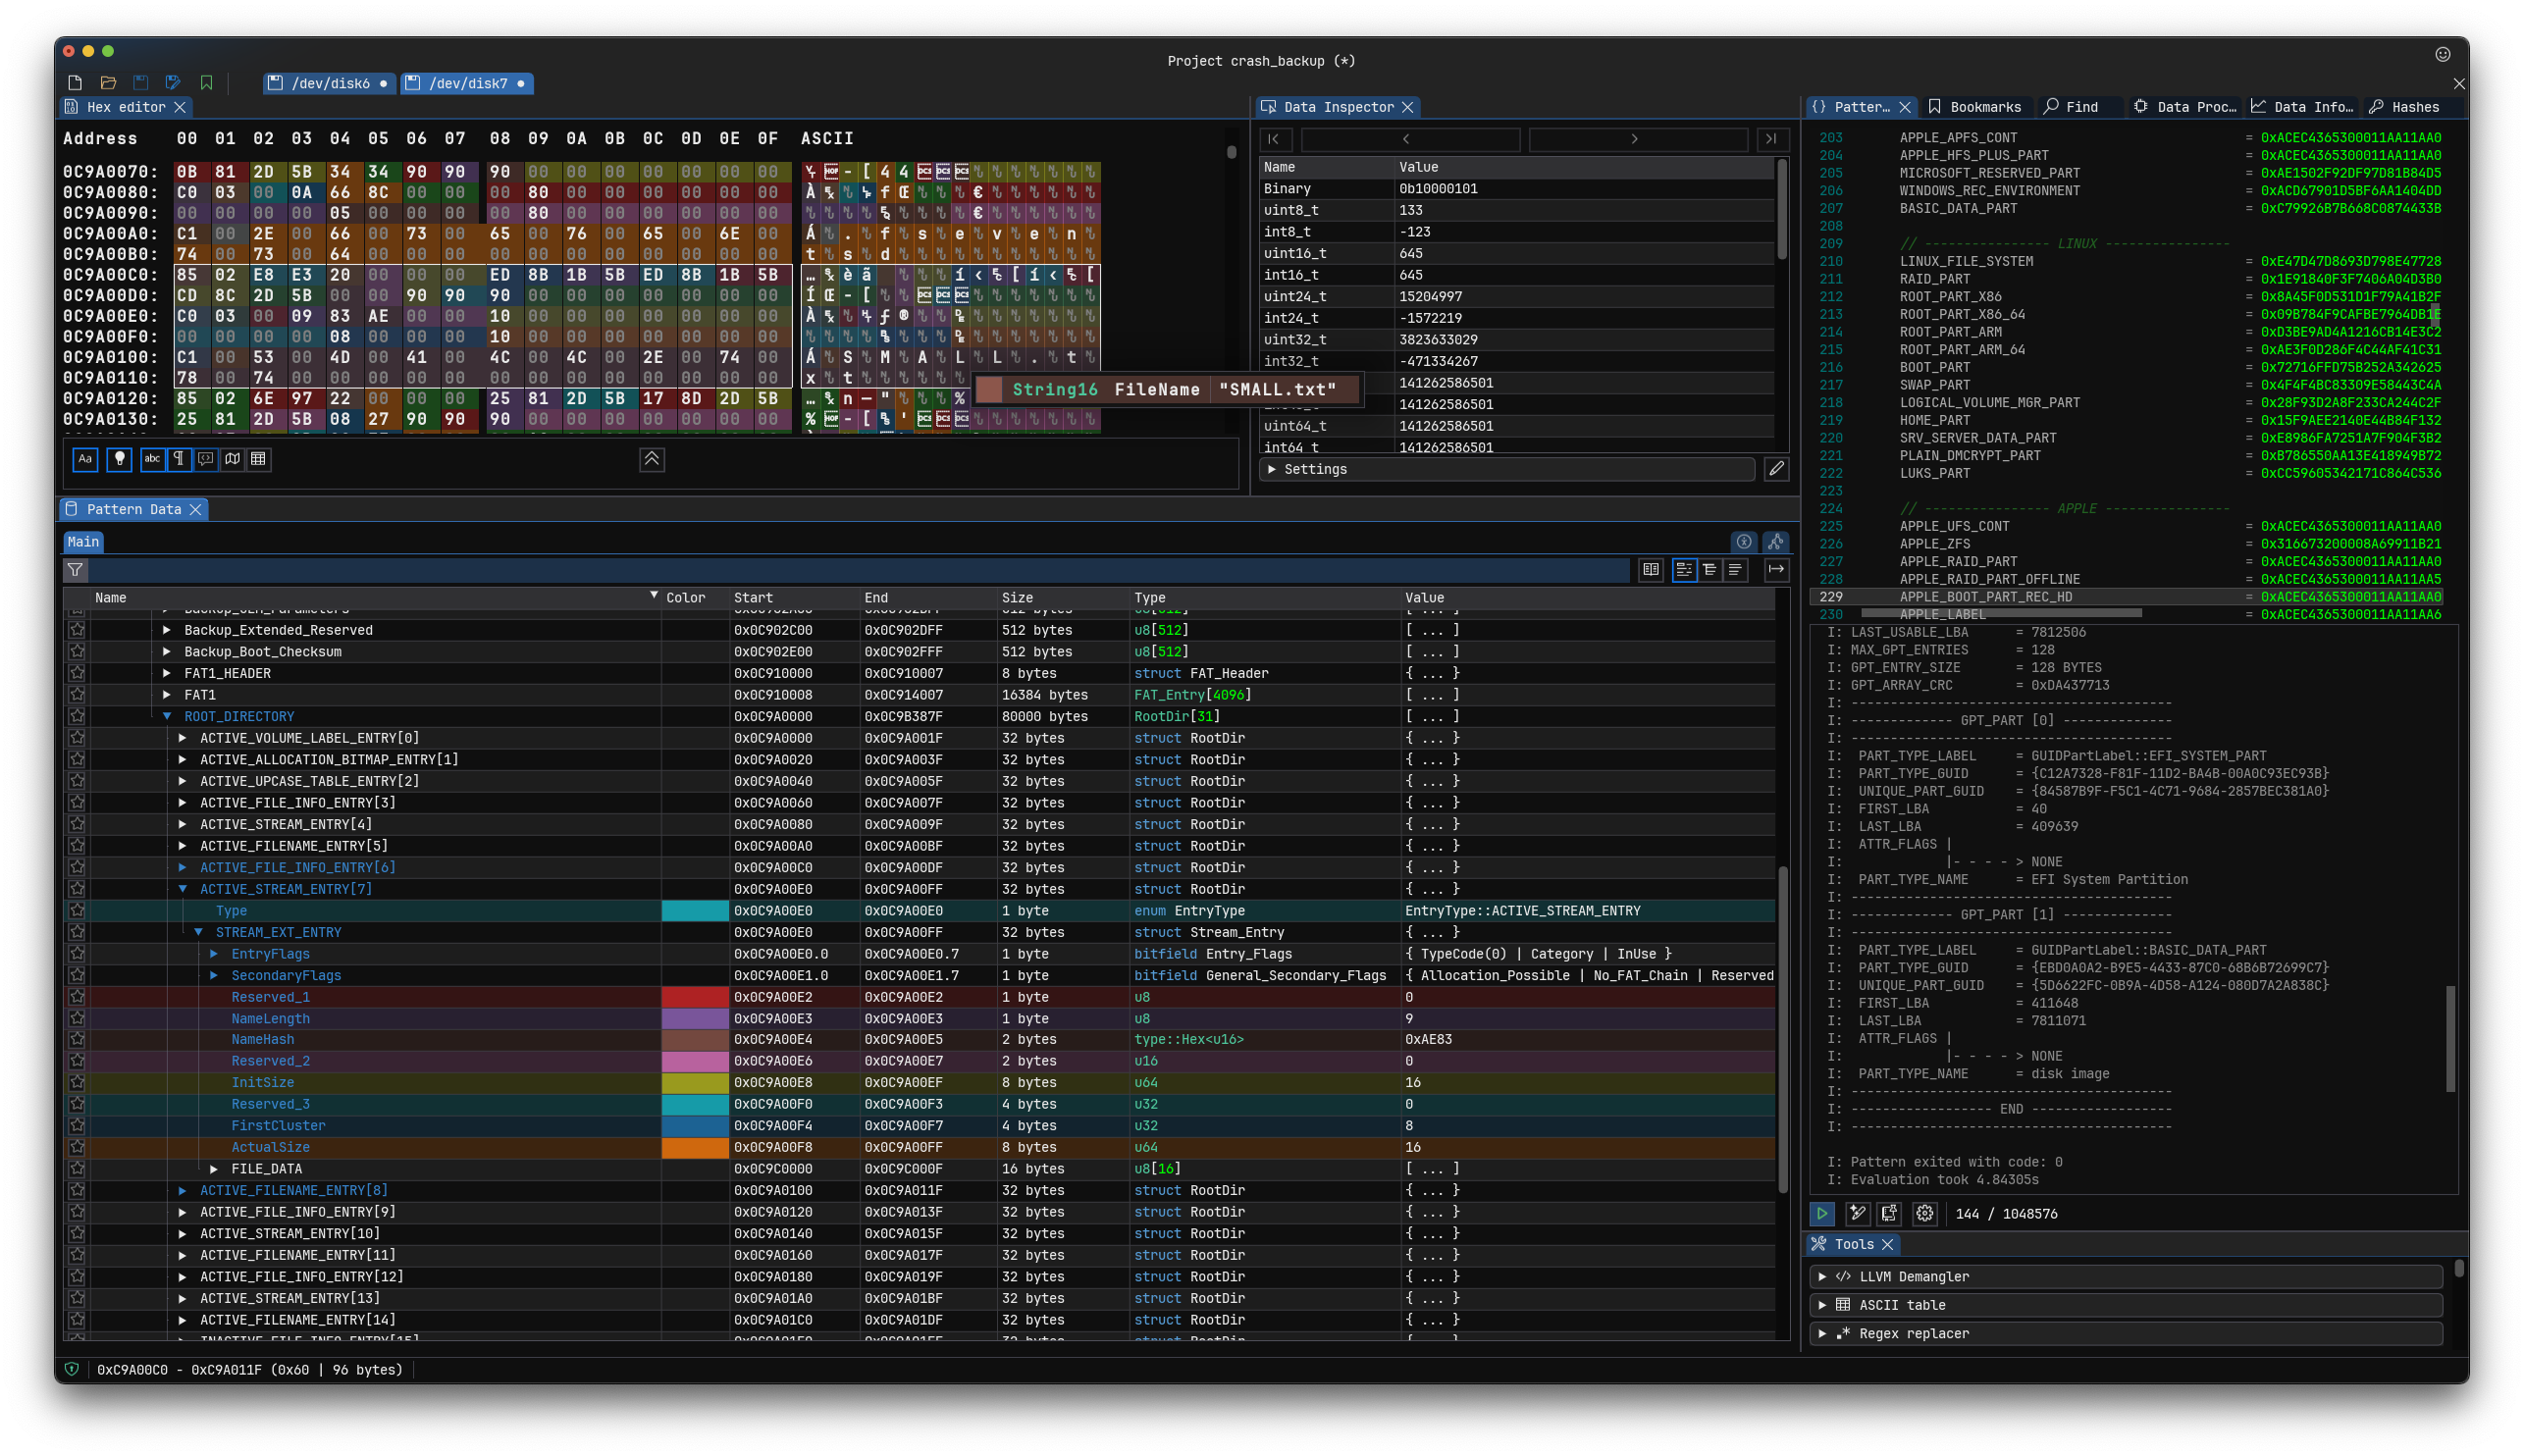 Project crash_backup (*)
/dev/disk6 ● /dev/disk7 ●
Hex editor
Address 00 01 02 03 04 05 06 07 08 09 0A 0B 0C 0D 0E 0F ASCII
0C9A0070: 0B 81 2D 5B 34 34 90 90 90 00 00 00 00 00 00 00
0C9A0080: C0 03 00 0A 66 8C 00 00 00 80 00 00 00 00 00 00
0C9A0090: 00 00 00 00 05 00 00 00 00 80 00 00 00 00 00 00
0C9A00A0: C1 00 2E 00 66 00 73 00 65 00 76 00 65 00 6E 00
0C9A00B0: 74 00 73 00 64 00 00 00 00 00 00 00 00 00 00 00
0C9A00C0: 85 02 E8 E3 20 00 00 00 ED 8B 1B 5B ED 8B 1B 5B
0C9A00D0: CD 8C 2D 5B 00 00 90 90 90 00 00 00 00 00 00 00
0C9A00E0: C0 03 00 09 83 AE 00 00 10 00 00 00 00 00 00 00
0C9A00F0: 00 00 00 00 08 00 00 00 10 00 00 00 00 00 00 00
0C9A0100: C1 00 53 00 4D 00 41 00 4C 00 4C 00 2E 00 74 00
0C9A0110: 78 00 74 00 00 00 00 00 00 00 00 00 00 00 00 00
0C9A0120: 85 02 6E 97 22 00 00 00 25 81 2D 5B 17 8D 2D 5B
0C9A0130: 25 81 2D 5B 08 27 90 90 90 00 00 00 00 00 00 00
String16 FileName "SMALL.txt"
Aa abc
Data Inspector
Name Value
Binary 0b10000101
uint8_t 133
int8_t -123
uint16_t 645
int16_t 645
uint24_t 15204997
int24_t -1572219
uint32_t 3823633029
int32_t -471334267
141262586501
141262586501
uint64_t 141262586501
int64_t 141262586501
Settings
Pattern Data
Main
Name Color Start End Size Type Value
Backup_Extended_Reserved 0x0C902C00 0x0C902DFF 512 bytes u8[512] [ ... ]
Backup_Boot_Checksum 0x0C902E00 0x0C902FFF 512 bytes u8[512] [ ... ]
FAT1_HEADER 0x0C910000 0x0C910007 8 bytes struct FAT_Header { ... }
FAT1 0x0C910008 0x0C914007 16384 bytes FAT_Entry[4096] [ ... ]
ROOT_DIRECTORY 0x0C9A0000 0x0C9B387F 80000 bytes RootDir[31] [ ... ]
ACTIVE_VOLUME_LABEL_ENTRY[0] 0x0C9A0000 0x0C9A001F 32 bytes struct RootDir { ... }
ACTIVE_ALLOCATION_BITMAP_ENTRY[1] 0x0C9A0020 0x0C9A003F 32 bytes struct RootDir { ... }
ACTIVE_UPCASE_TABLE_ENTRY[2] 0x0C9A0040 0x0C9A005F 32 bytes struct RootDir { ... }
ACTIVE_FILE_INFO_ENTRY[3] 0x0C9A0060 0x0C9A007F 32 bytes struct RootDir { ... }
ACTIVE_STREAM_ENTRY[4] 0x0C9A0080 0x0C9A009F 32 bytes struct RootDir { ... }
ACTIVE_FILENAME_ENTRY[5] 0x0C9A00A0 0x0C9A00BF 32 bytes struct RootDir { ... }
ACTIVE_FILE_INFO_ENTRY[6] 0x0C9A00C0 0x0C9A00DF 32 bytes struct RootDir { ... }
ACTIVE_STREAM_ENTRY[7] 0x0C9A00E0 0x0C9A00FF 32 bytes struct RootDir { ... }
Type 0x0C9A00E0 0x0C9A00E0 1 byte enum EntryType EntryType::ACTIVE_STREAM_ENTRY
STREAM_EXT_ENTRY 0x0C9A00E0 0x0C9A00FF 32 bytes struct Stream_Entry { ... }
EntryFlags 0x0C9A00E0.0 0x0C9A00E0.7 1 byte bitfield Entry_Flags { TypeCode(0) | Category | InUse }
SecondaryFlags 0x0C9A00E1.0 0x0C9A00E1.7 1 byte bitfield General_Secondary_Flags { Allocation_Possible | No_FAT_Chain | Reserved
Reserved_1 0x0C9A00E2 0x0C9A00E2 1 byte u8 0
NameLength 0x0C9A00E3 0x0C9A00E3 1 byte u8 9
NameHash 0x0C9A00E4 0x0C9A00E5 2 bytes type::Hex<u16> 0xAE83
Reserved_2 0x0C9A00E6 0x0C9A00E7 2 bytes u16 0
InitSize 0x0C9A00E8 0x0C9A00EF 8 bytes u64 16
Reserved_3 0x0C9A00F0 0x0C9A00F3 4 bytes u32 0
FirstCluster 0x0C9A00F4 0x0C9A00F7 4 bytes u32 8
ActualSize 0x0C9A00F8 0x0C9A00FF 8 bytes u64 16
FILE_DATA 0x0C9C0000 0x0C9C000F 16 bytes u8[16] [ ... ]
ACTIVE_FILENAME_ENTRY[8] 0x0C9A0100 0x0C9A011F 32 bytes struct RootDir { ... }
ACTIVE_FILE_INFO_ENTRY[9] 0x0C9A0120 0x0C9A013F 32 bytes struct RootDir { ... }
ACTIVE_STREAM_ENTRY[10] 0x0C9A0140 0x0C9A015F 32 bytes struct RootDir { ... }
ACTIVE_FILENAME_ENTRY[11] 0x0C9A0160 0x0C9A017F 32 bytes struct RootDir { ... }
ACTIVE_FILE_INFO_ENTRY[12] 0x0C9A0180 0x0C9A019F 32 bytes struct RootDir { ... }
ACTIVE_STREAM_ENTRY[13] 0x0C9A01A0 0x0C9A01BF 32 bytes struct RootDir { ... }
ACTIVE_FILENAME_ENTRY[14] 0x0C9A01C0 0x0C9A01DF 32 bytes struct RootDir { ... }
0xC9A00C0 - 0xC9A011F (0x60 | 96 bytes)
Patter... Bookmarks Find Data Proc... Data Info... Hashes
203 APPLE_APFS_CONT = 0xACEC4365300011AA11AA0
204 APPLE_HFS_PLUS_PART = 0xACEC4365300011AA11AA0
205 MICROSOFT_RESERVED_PART = 0xAE1502F92DF97D81B84D5
206 WINDOWS_REC_ENVIRONMENT = 0xACD67901D5BF6AA1404DD
207 BASIC_DATA_PART = 0xC79926B7B668C0874433B
208
209 // ---------------- LINUX ----------------
210 LINUX_FILE_SYSTEM = 0xE47D47D8693D798E47728
211 RAID_PART = 0x1E91840F3F7406A04D3B0
212 ROOT_PART_X86 = 0x8A45F0D531D1F79A41B2F
213 ROOT_PART_X86_64 = 0x09B784F9CAFBE7964DB1E
214 ROOT_PART_ARM = 0xD3BE9AD4A1216CB14E3C2
215 ROOT_PART_ARM_64 = 0xAE3F0D286F4C44AF41C31
216 BOOT_PART = 0x72716FFD75B252A342625
217 SWAP_PART = 0x4F4F4BC83309E58443C4A
218 LOGICAL_VOLUME_MGR_PART = 0x28F93D2A8F233CA244C2F
219 HOME_PART = 0x15F9AEE2140E44B84F132
220 SRV_SERVER_DATA_PART = 0xE8986FA7251A7F904F3B2
221 PLAIN_DMCRYPT_PART = 0xB786550AA13E418949B72
222 LUKS_PART = 0xCC59605342171C864C536
223
224 // ---------------- APPLE ----------------
225 APPLE_UFS_CONT = 0xACEC4365300011AA11AA0
226 APPLE_ZFS = 0x316673200008A69911B21
227 APPLE_RAID_PART = 0xACEC4365300011AA11AA0
228 APPLE_RAID_PART_OFFLINE = 0xACEC4365300011AA11AA5
229 APPLE_BOOT_PART_REC_HD = 0xACEC4365300011AA11AA0
230 APPLE_LABEL = 0xACEC4365300011AA11AA6
I: LAST_USABLE_LBA = 7812506
I: MAX_GPT_ENTRIES = 128
I: GPT_ENTRY_SIZE = 128 BYTES
I: GPT_ARRAY_CRC = 0xDA437713
I: -----------------------------------------
I: ------------- GPT_PART [0] --------------
I: -----------------------------------------
I: PART_TYPE_LABEL = GUIDPartLabel::EFI_SYSTEM_PART
I: PART_TYPE_GUID = {C12A7328-F81F-11D2-BA4B-00A0C93EC93B}
I: UNIQUE_PART_GUID = {84587B9F-F5C1-4C71-9684-2857BEC381A0}
I: FIRST_LBA = 40
I: LAST_LBA = 409639
I: ATTR_FLAGS |
I: |- - - - > NONE
I: PART_TYPE_NAME = EFI System Partition
I: -----------------------------------------
I: ------------- GPT_PART [1] --------------
I: -----------------------------------------
I: PART_TYPE_LABEL = GUIDPartLabel::BASIC_DATA_PART
I: PART_TYPE_GUID = {EBD0A0A2-B9E5-4433-87C0-68B6B72699C7}
I: UNIQUE_PART_GUID = {5D6622FC-0B9A-4D58-A124-080D7A2A838C}
I: FIRST_LBA = 411648
I: LAST_LBA = 7811071
I: ATTR_FLAGS |
I: |- - - - > NONE
I: PART_TYPE_NAME = disk image
I: -----------------------------------------
I: ------------------ END ------------------
I: -----------------------------------------
I: Pattern exited with code: 0
I: Evaluation took 4.84305s
144 / 1048576
Tools
LLVM Demangler
ASCII table
Regex replacer